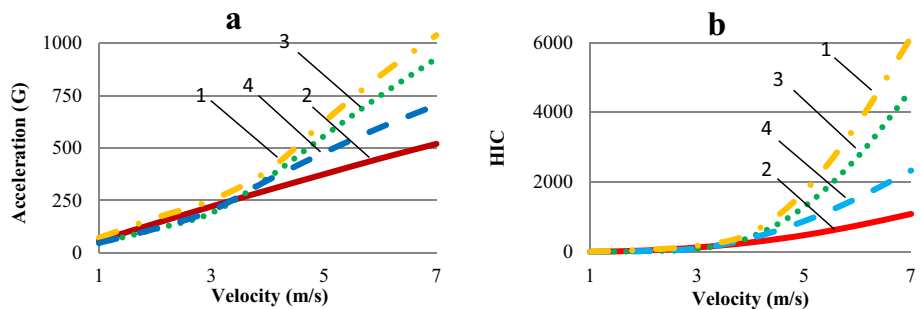 a
1000
750
500
250
0
Acceleration (G)
3
4
2
1
1 3 5 7
Velocity (m/s)
b
6000
4000
2000
0
HIC
1
3
4
2
1 3 5 7
Velocity (m/s)